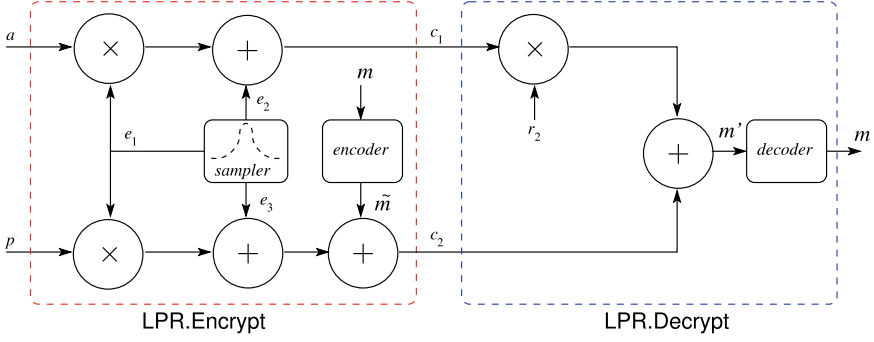 a
×
+
c₁
×
m
e₂
e₁
r₂
encoder
sampler
+
m’
decoder
m
e₃
m̃
p
×
+
+
c₂
LPR.Encrypt
LPR.Decrypt